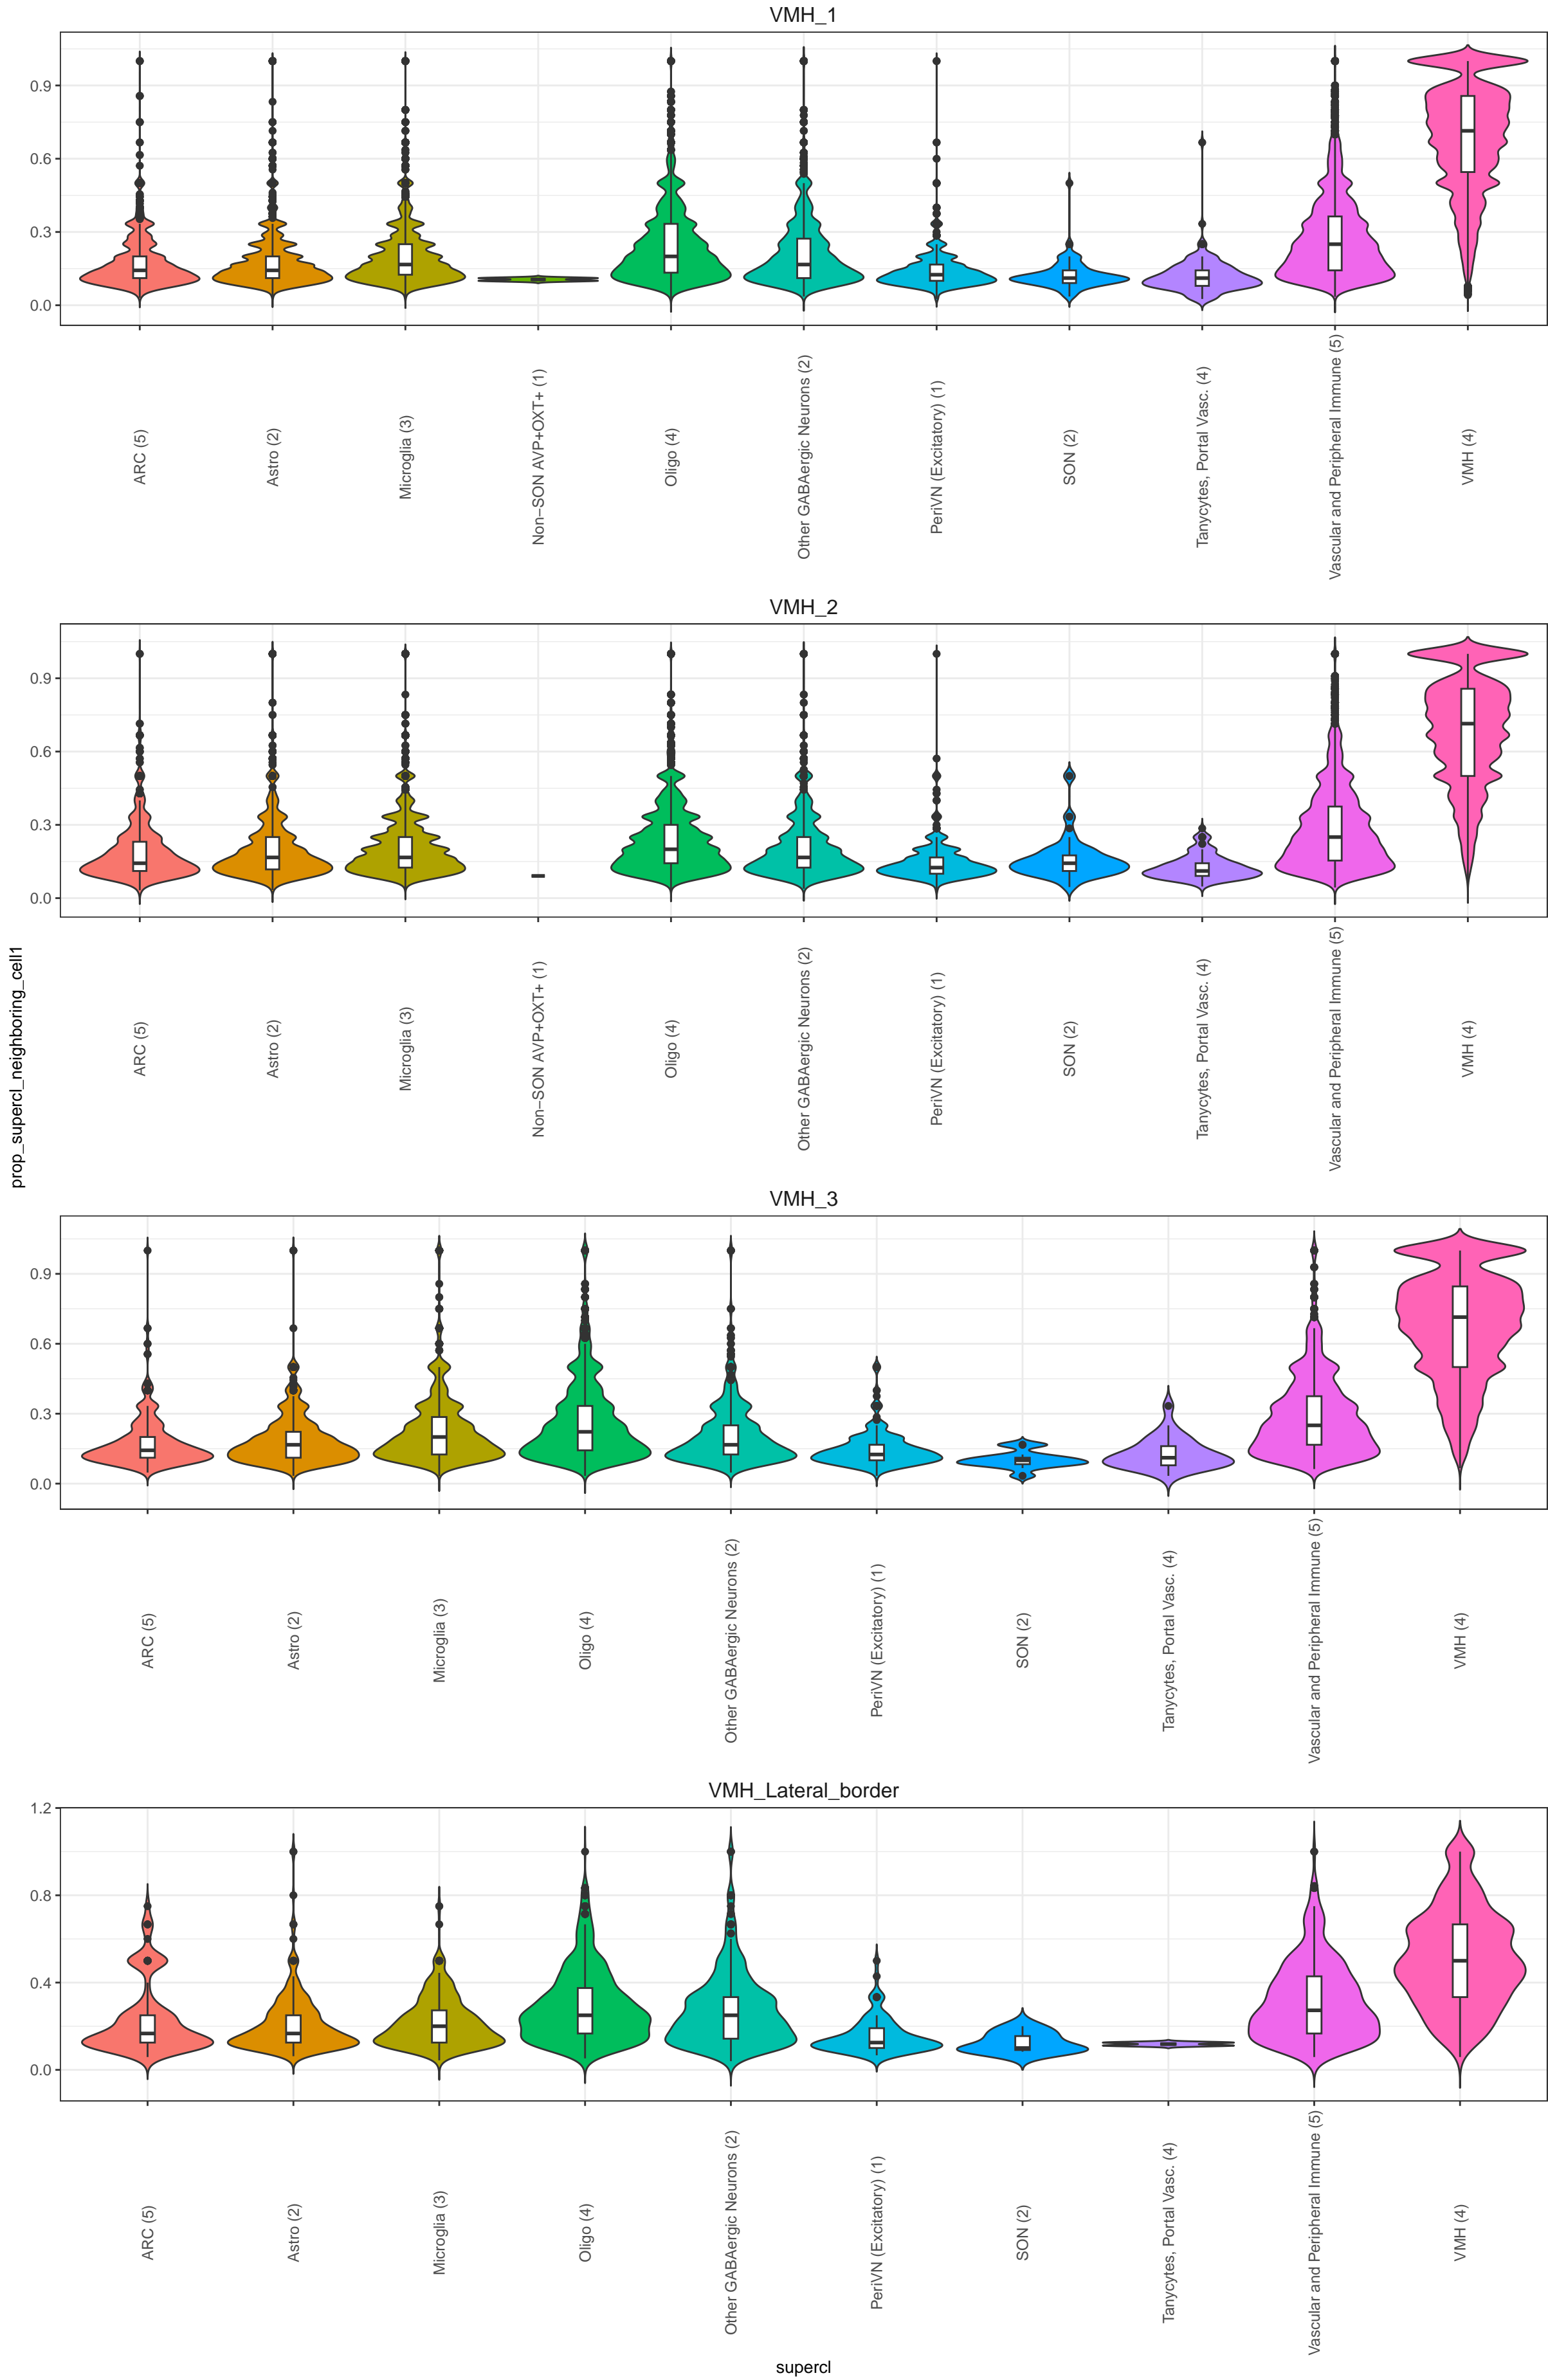 VMH_1
0.9
0.6
0.3
0.0
ARC (5)
Astro (2)
Microglia (3)
Non−SON AVP+OXT+ (1)
Oligo (4)
Other GABAergic Neurons (2)
PeriVN (Excitatory) (1)
SON (2)
Tanycytes, Portal Vasc. (4)
Vascular and Peripheral Immune (5)
VMH (4)
VMH_2
0.9
0.6
0.3
0.0
ARC (5)
Astro (2)
Microglia (3)
Non−SON AVP+OXT+ (1)
Oligo (4)
Other GABAergic Neurons (2)
PeriVN (Excitatory) (1)
SON (2)
Tanycytes, Portal Vasc. (4)
Vascular and Peripheral Immune (5)
VMH (4)
prop_supercl_neighboring_cell1
VMH_3
0.9
0.6
0.3
0.0
ARC (5)
Astro (2)
Microglia (3)
Oligo (4)
Other GABAergic Neurons (2)
PeriVN (Excitatory) (1)
SON (2)
Tanycytes, Portal Vasc. (4)
Vascular and Peripheral Immune (5)
VMH (4)
VMH_Lateral_border
1.2
0.8
0.4
0.0
ARC (5)
Astro (2)
Microglia (3)
Oligo (4)
Other GABAergic Neurons (2)
PeriVN (Excitatory) (1)
SON (2)
Tanycytes, Portal Vasc. (4)
Vascular and Peripheral Immune (5)
VMH (4)
supercl